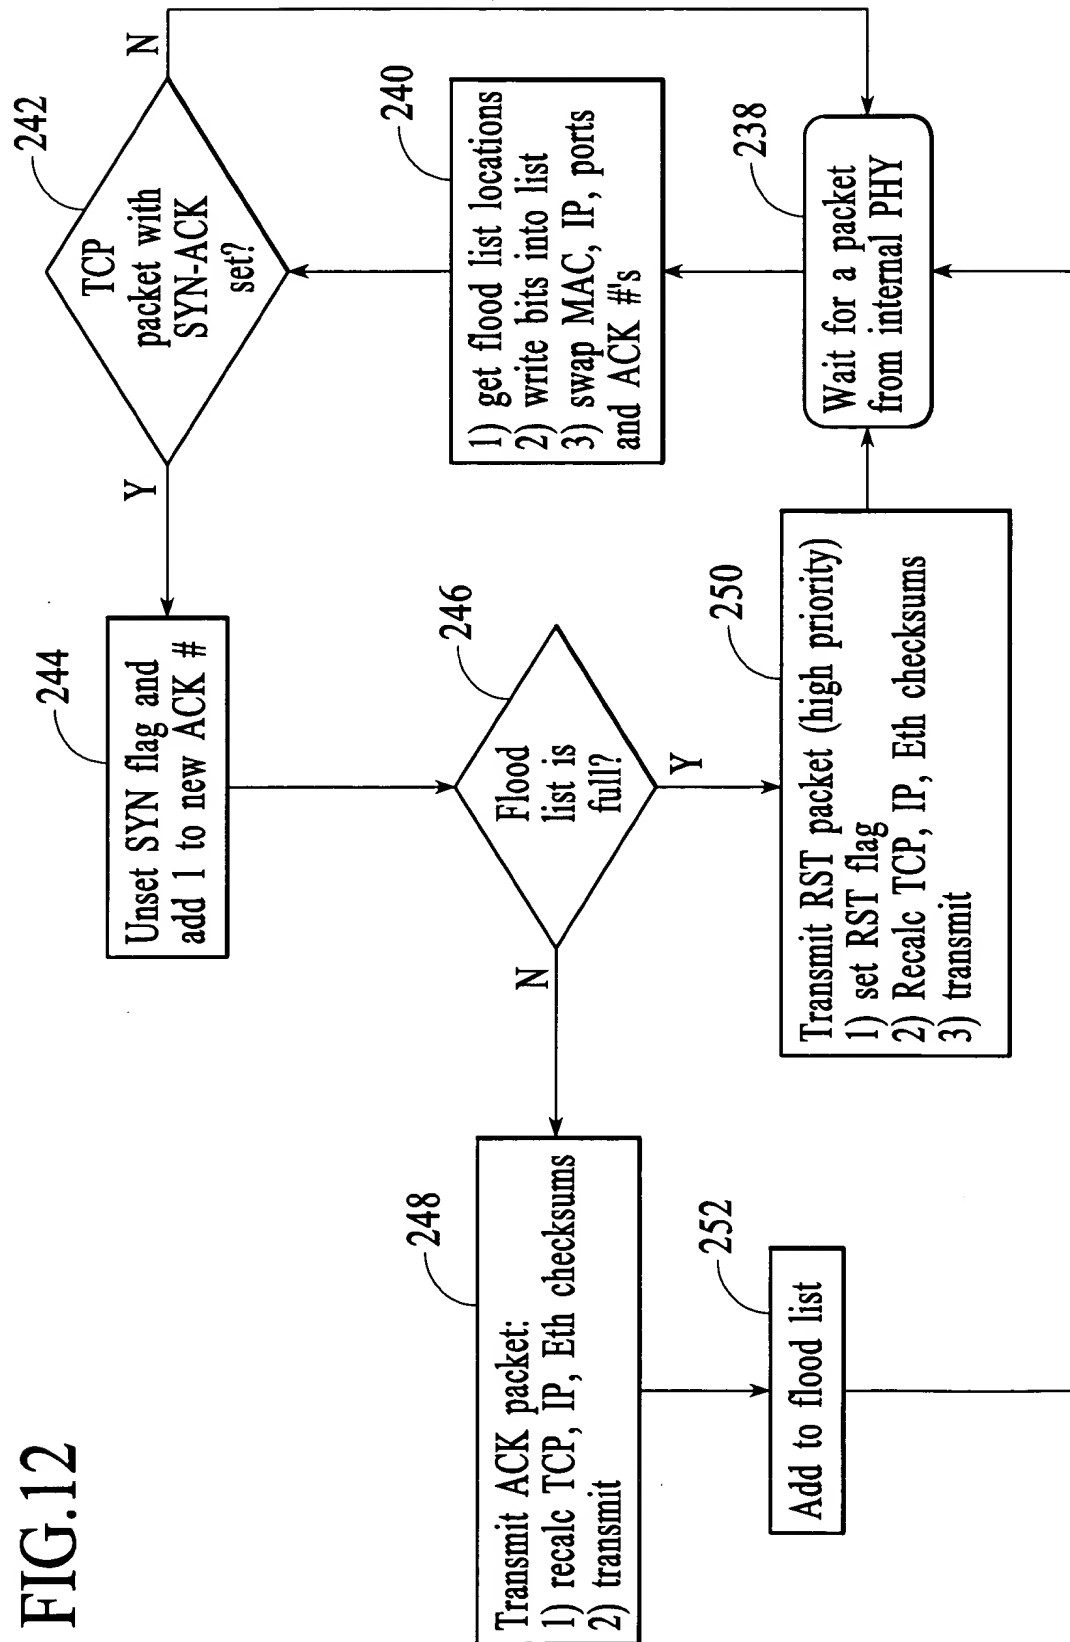 FIG.12
242
TCP
packet with
SYN-ACK
set?
N
Y
240
1) get flood list locations
2) write bits into list
3) swap MAC, IP, ports
and ACK #'s
238
Wait for a packet
from internal PHY
244
Unset SYN flag and
add 1 to new ACK #
246
Flood
list is
full?
Y
N
250
Transmit RST packet (high priority)
1) set RST flag
2) Recalc TCP, IP, Eth checksums
3) transmit
248
Transmit ACK packet:
1) recalc TCP, IP, Eth checksums
2) transmit
252
Add to flood list